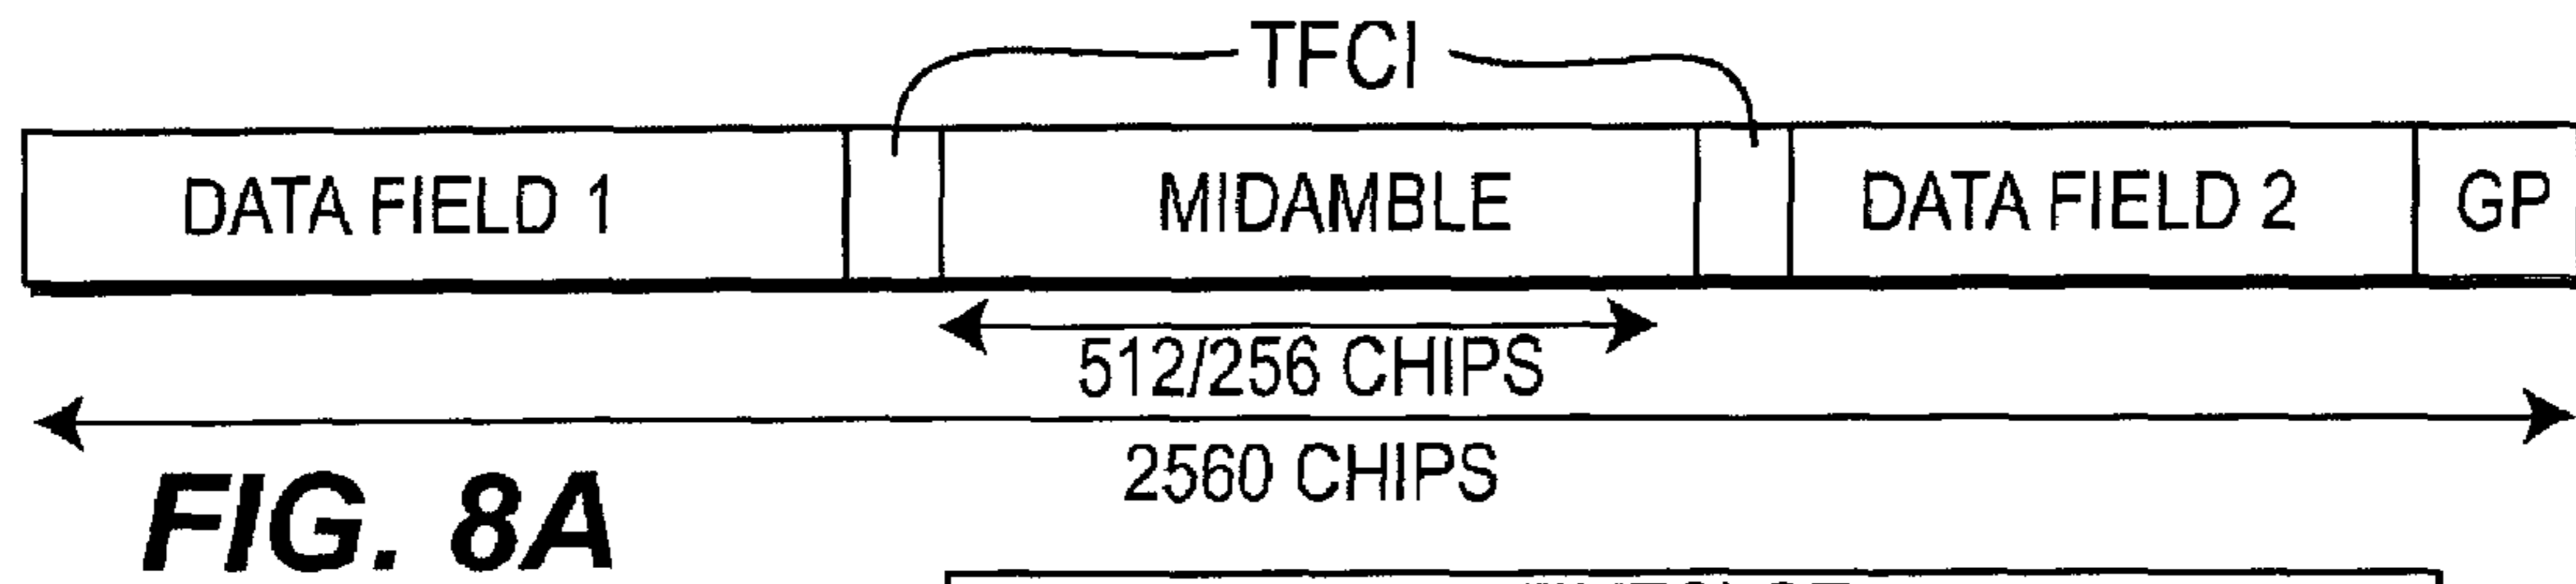 TFCI
DATA FIELD 1 MIDAMBLE DATA FIELD 2 GP
512/256 CHIPS
2560 CHIPS
FIG. 8A